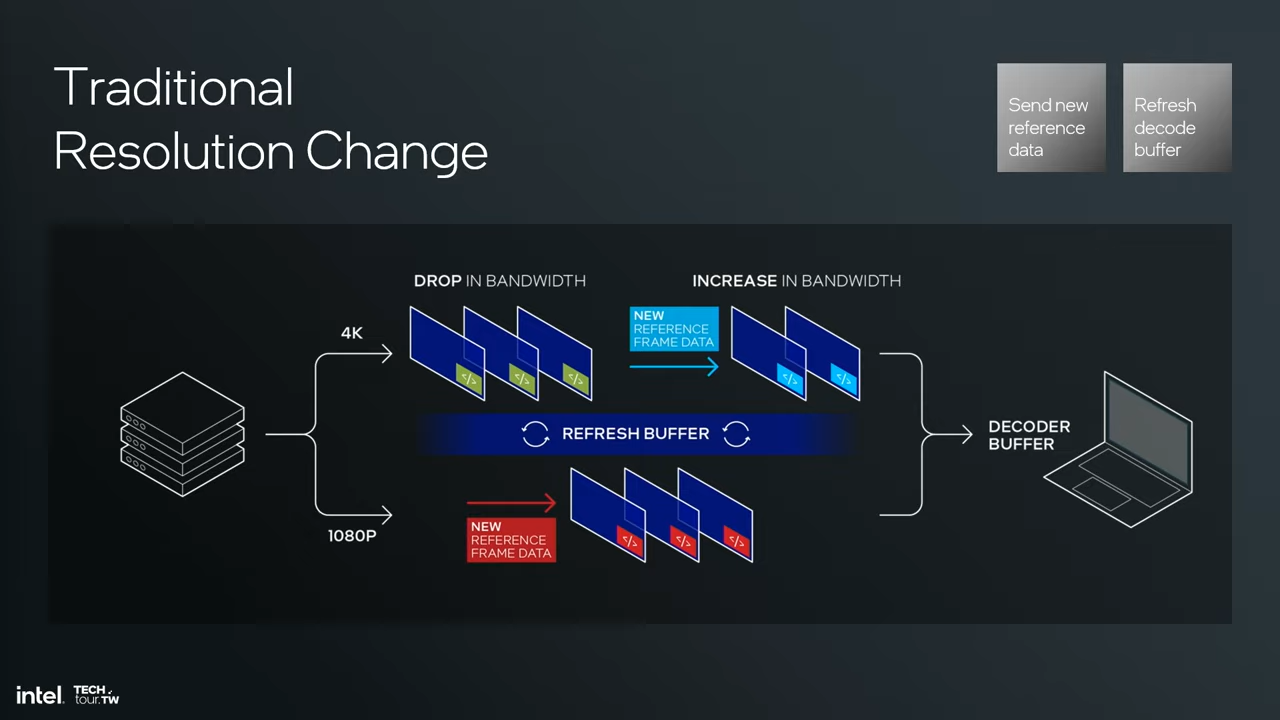 Traditional
Resolution Change
Send new
reference
data
Refresh
decode
buffer
DROP IN BANDWIDTH
INCREASE IN BANDWIDTH
4K
NEW
REFERENCE
FRAME DATA
</>
</>
</>
</>
</>
REFRESH BUFFER
DECODER
BUFFER
1080P
NEW
REFERENCE
FRAME DATA
</>
</>
</>
intel.
TECH
tour.TW